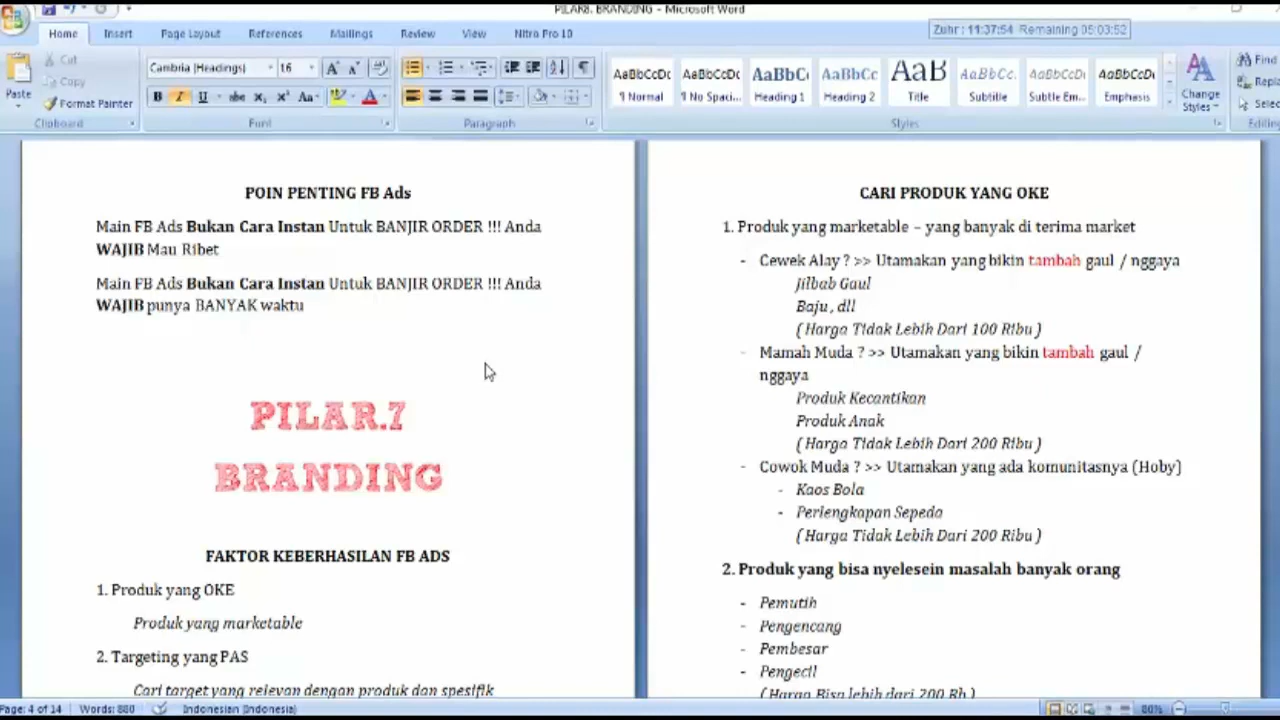 PILAR8. BRANDING - Microsoft Word
Home Insert Page Layout References Mailings Review View Nitro Pro 10
Zuhr : 11:37:54 Remaining 05:03:52
Paste
Cut
Copy
Format Painter
Clipboard
Cambria (Headings) 16
Font
Paragraph
AaBbCcDc AaBbCcDc AaBbC AaBbCc AaB AaBbCc. AaBbCcDc AaBbCcDc
¶ Normal ¶ No Spaci... Heading 1 Heading 2 Title Subtitle Subtle Em... Emphasis
Change Styles
Styles
Find
POIN PENTING FB Ads
Main FB Ads Bukan Cara Instan Untuk BANJIR ORDER !!! Anda
WAJIB Mau Ribet
Main FB Ads Bukan Cara Instan Untuk BANJIR ORDER !!! Anda
WAJIB punya BANYAK waktu
PILAR.7
BRANDING
FAKTOR KEBERHASILAN FB ADS
1. Produk yang OKE
Produk yang marketable
2. Targeting yang PAS
Cari target yang relevan dengan produk dan spesifik
CARI PRODUK YANG OKE
1. Produk yang marketable – yang banyak di terima market
- Cewek Alay ? >> Utamakan yang bikin tambah gaul / nggaya
Jilbab Gaul
Baju , dll
( Harga Tidak Lebih Dari 100 Ribu )
- Mamah Muda ? >> Utamakan yang bikin tambah gaul /
nggaya
Produk Kecantikan
Produk Anak
( Harga Tidak Lebih Dari 200 Ribu )
- Cowok Muda ? >> Utamakan yang ada komunitasnya (Hoby)
- Kaos Bola
- Perlengkapan Sepeda
( Harga Tidak Lebih Dari 200 Ribu )
2. Produk yang bisa nyelesein masalah banyak orang
- Pemutih
- Pengencang
- Pembesar
- Pengecil
( Harga Bisa lebih dari 200 Rb )
Page: 4 of 14 Words: 880 Indonesian (Indonesia) 80%